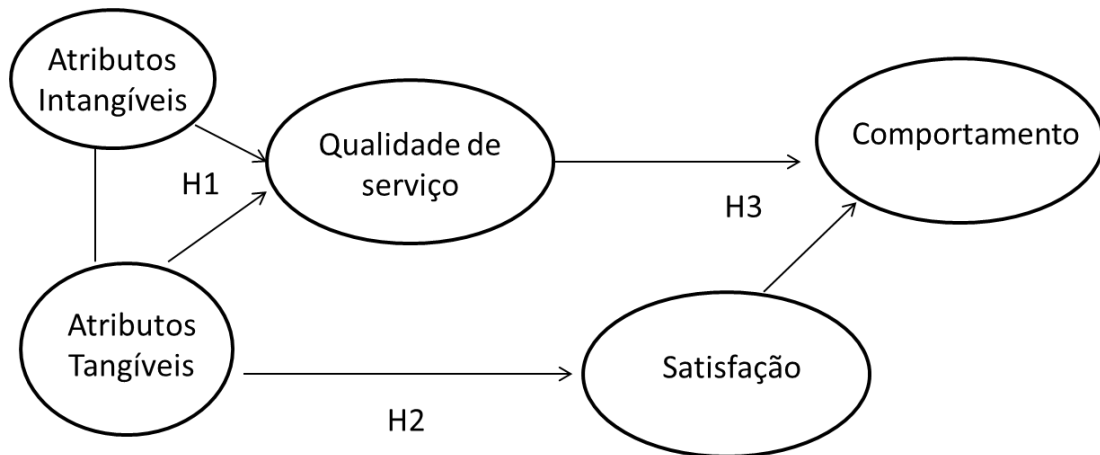 Atributos
Intangíveis
Qualidade de
serviço
Comportamento
H1
H3
Atributos
Tangíveis
Satisfação
H2